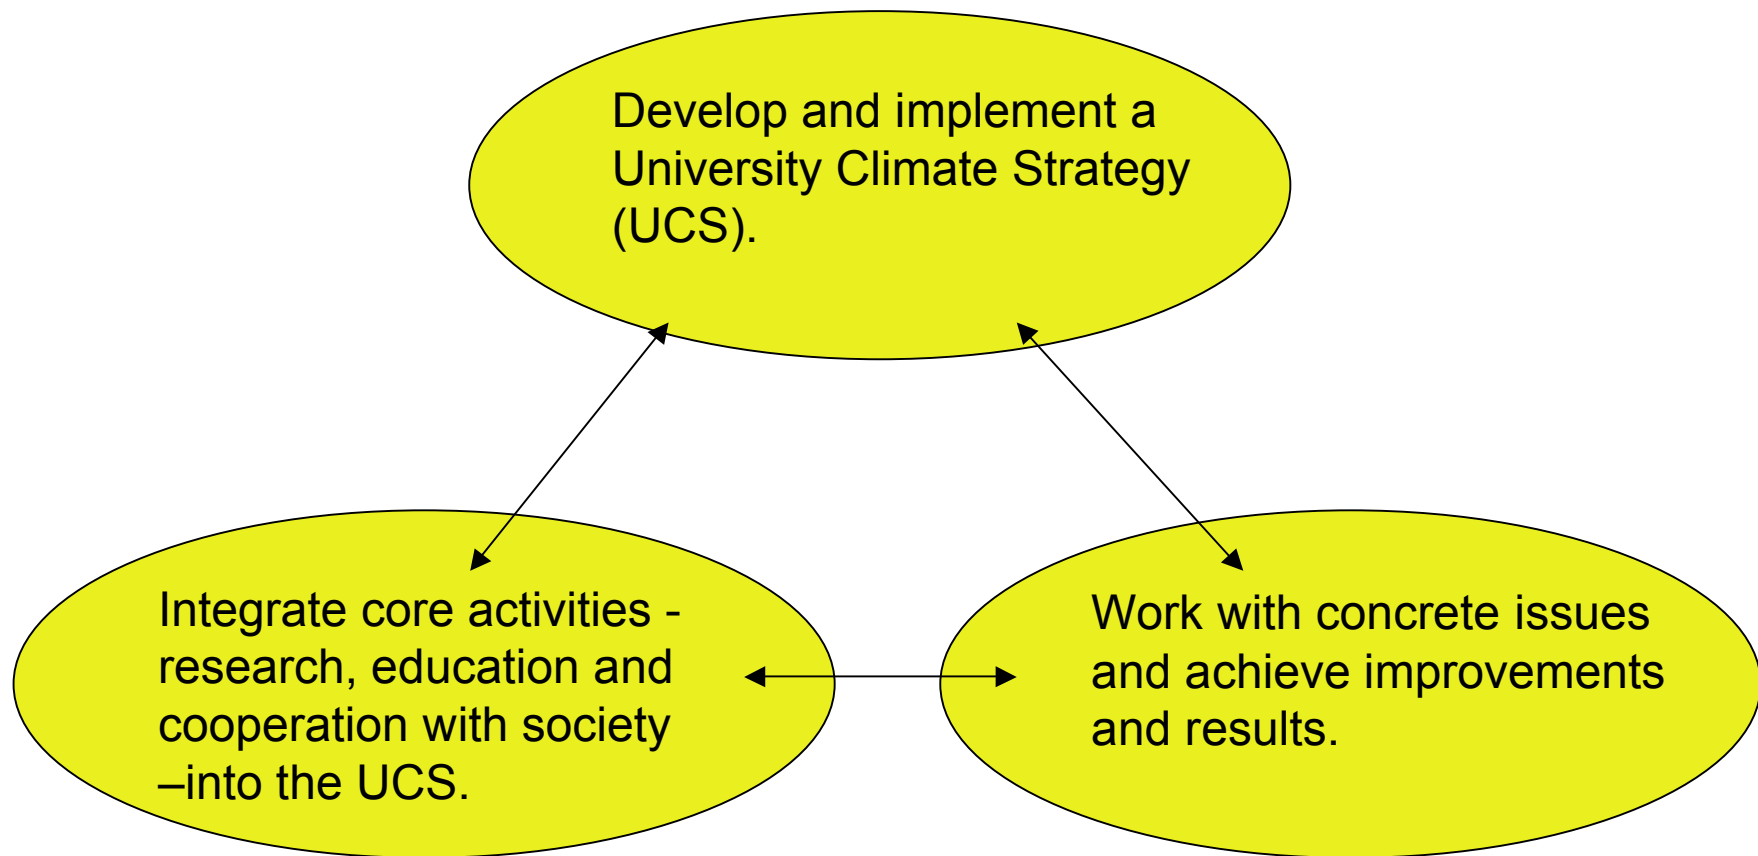 Develop and implement a
University Climate Strategy
(UCS).
Integrate core activities -
research, education and
cooperation with society
–into the UCS.
Work with concrete issues
and achieve improvements
and results.